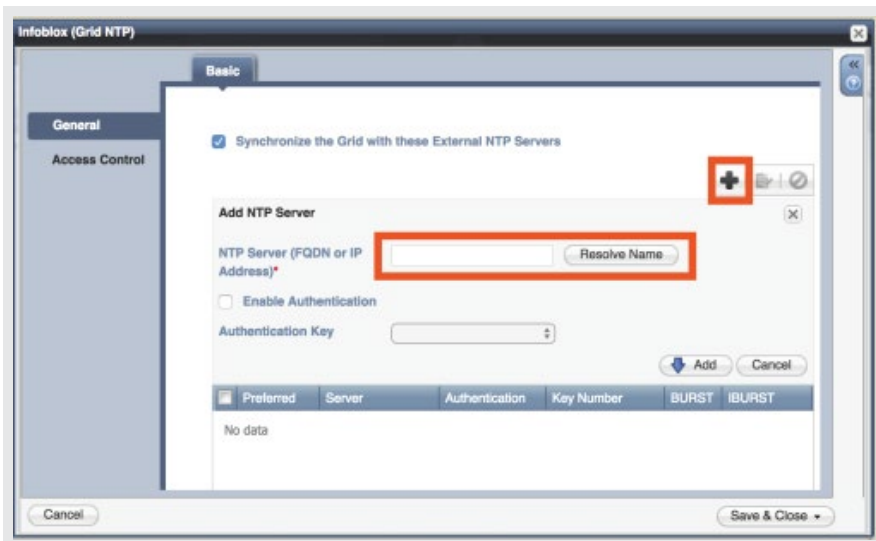 Infoblox (Grid NTP)
Basic
General
Access Control
Synchronize the Grid with these External NTP Servers
Add NTP Server
NTP Server (FQDN or IP
Address)*
Resolve Name
Enable Authentication
Authentication Key
Add
Cancel
Preferred Server Authentication Key Number BURST IBURST
No data
Cancel
Save & Close